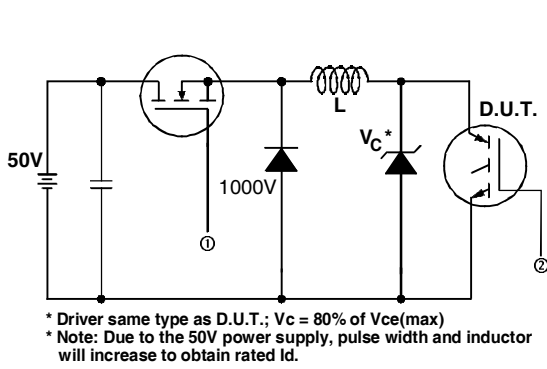 L
D.U.T.
V_C *
50V
1000V
①
②
* Driver same type as D.U.T.; Vc = 80% of Vce(max)
* Note: Due to the 50V power supply, pulse width and inductor
will increase to obtain rated Id.